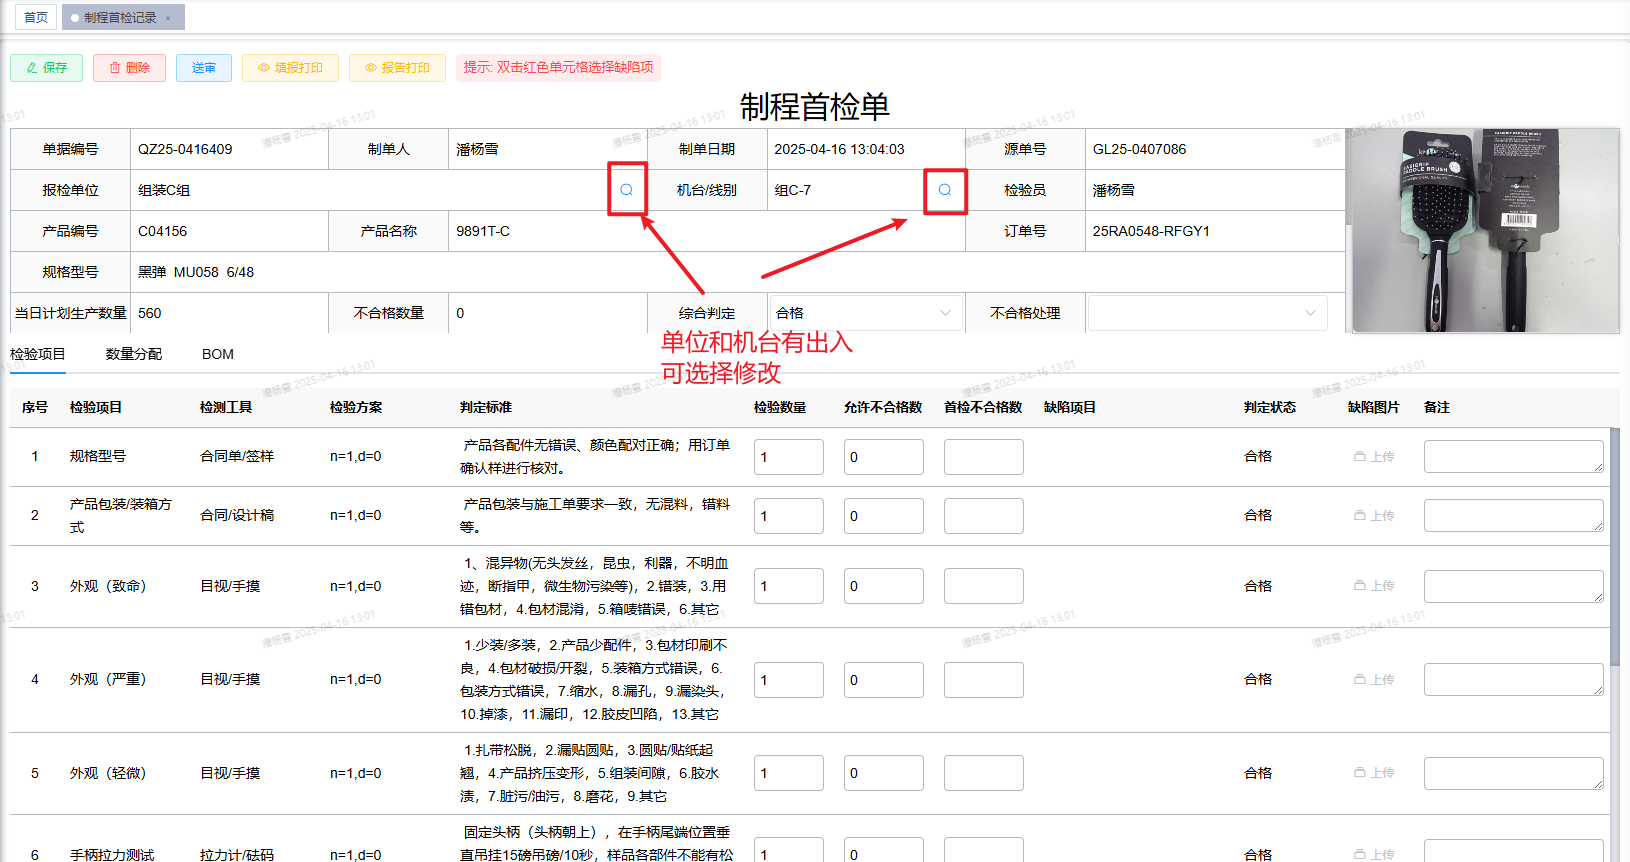 首页 制程首检记录 ×
保存 删除 送审 填报打印 报告打印 提示: 双击红色单元格选择缺陷项
制程首检单
单据编号 QZ25-0416409 制单人 潘杨雪 制单日期 2025-04-16 13:04:03 源单号 GL25-0407086
报检单位 组装C组 机台/线别 组C-7 检验员 潘杨雪
产品编号 C04156 产品名称 9891T-C 订单号 25RA0548-RFGY1
规格型号 黑弹 MU058 6/48
当日计划生产数量 560 不合格数量 0 综合判定 合格 不合格处理
单位和机台有出入
可选择修改
检验项目 数量分配 BOM
序号 检验项目 检测工具 检验方案 判定标准 检验数量 允许不合格数 首检不合格数 缺陷项目 判定状态 缺陷图片 备注
1 规格型号 合同单/签样 n=1,d=0 产品各配件无错误、颜色配对正确；用订单
确认样进行核对。 1 0 合格 上传
2 产品包装/装箱方
式 合同/设计稿 n=1,d=0 产品包装与施工单要求一致，无混料，错料
等。 1 0 合格 上传
3 外观（致命） 目视/手摸 n=1,d=0 1、混异物(无头发丝，昆虫，利器，不明血
迹，断指甲，微生物污染等)，2.错装，3.用
错包材，4.包材混淆，5.箱唛错误，6.其它 1 0 合格 上传
4 外观（严重） 目视/手摸 n=1,d=0 1.少装/多装，2.产品少配件，3.包材印刷不
良，4.包材破损/开裂，5.装箱方式错误，6.
包装方式错误，7.缩水，8.漏孔，9.漏染头，
10.掉漆，11.漏印，12.胶皮凹陷，13.其它 1 0 合格 上传
5 外观（轻微） 目视/手摸 n=1,d=0 1.扎带松脱，2.漏贴圆贴，3.圆贴/贴纸起
翘，4.产品挤压变形，5.组装间隙，6.胶水
渍，7.脏污/油污，8.磨花，9.其它 1 0 合格 上传
6 手柄拉力测试 拉力计/砝码 n=1,d=0 固定头柄（头柄朝上），在手柄尾端位置垂
直吊挂15磅吊磅/10秒，样品各部件不能有松 1 0 合格 上传
潘杨雪 2025-04-16 13:01